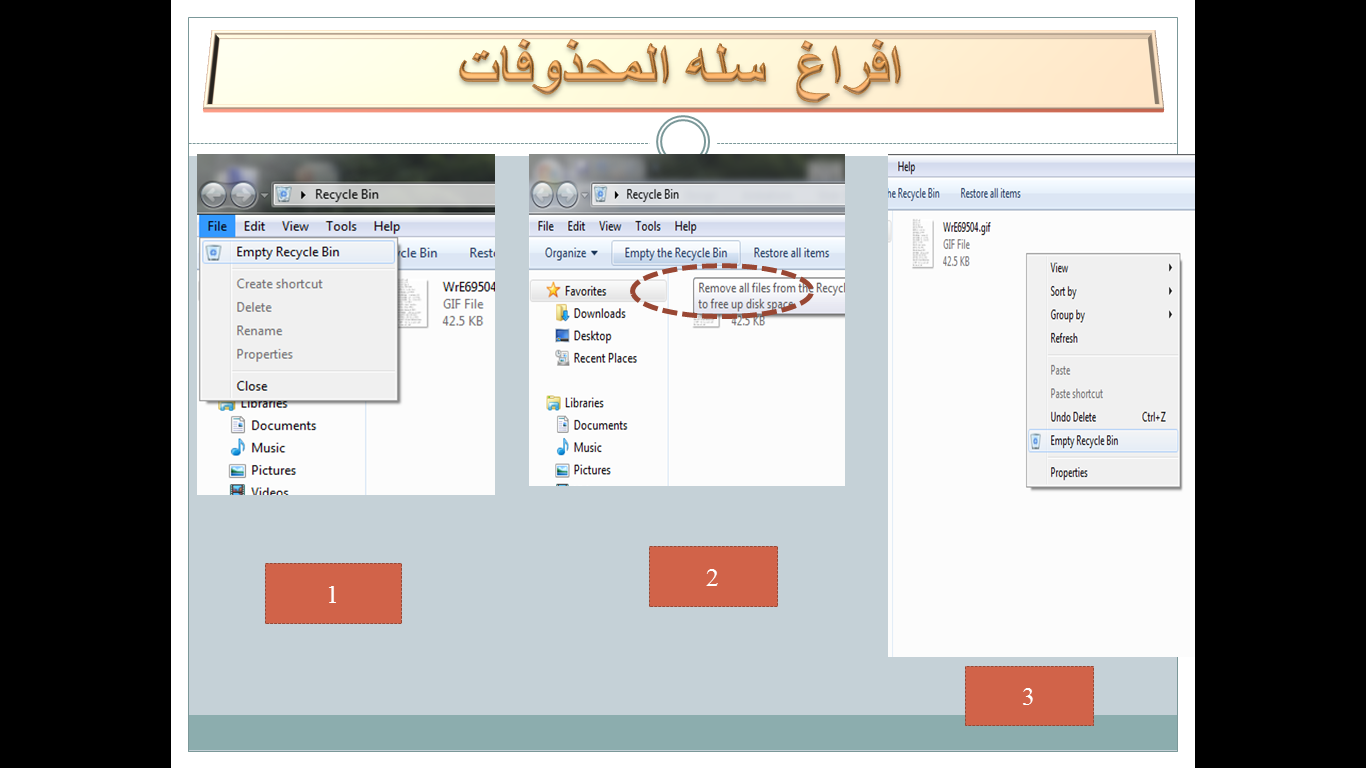 افراغ سله المحذوفات
Recycle Bin
File Edit View Tools Help
Empty Recycle Bin
cle Bin
Create shortcut
Delete
Rename
Properties
Close
WrE69504
GIF File
42.5 KB
Libraries
Documents
Music
Pictures
Videos
1
Recycle Bin
File Edit View Tools Help
Organize Empty the Recycle Bin Restore all items
Remove all files from the Recycl
to free up disk space.
42.5 KB
Favorites
Downloads
Desktop
Recent Places
Libraries
Documents
Music
Pictures
2
Help
he Recycle Bin Restore all items
WrE69504.gif
GIF File
42.5 KB
View
Sort by
Group by
Refresh
Paste
Paste shortcut
Undo Delete Ctrl+Z
Empty Recycle Bin
Properties
3